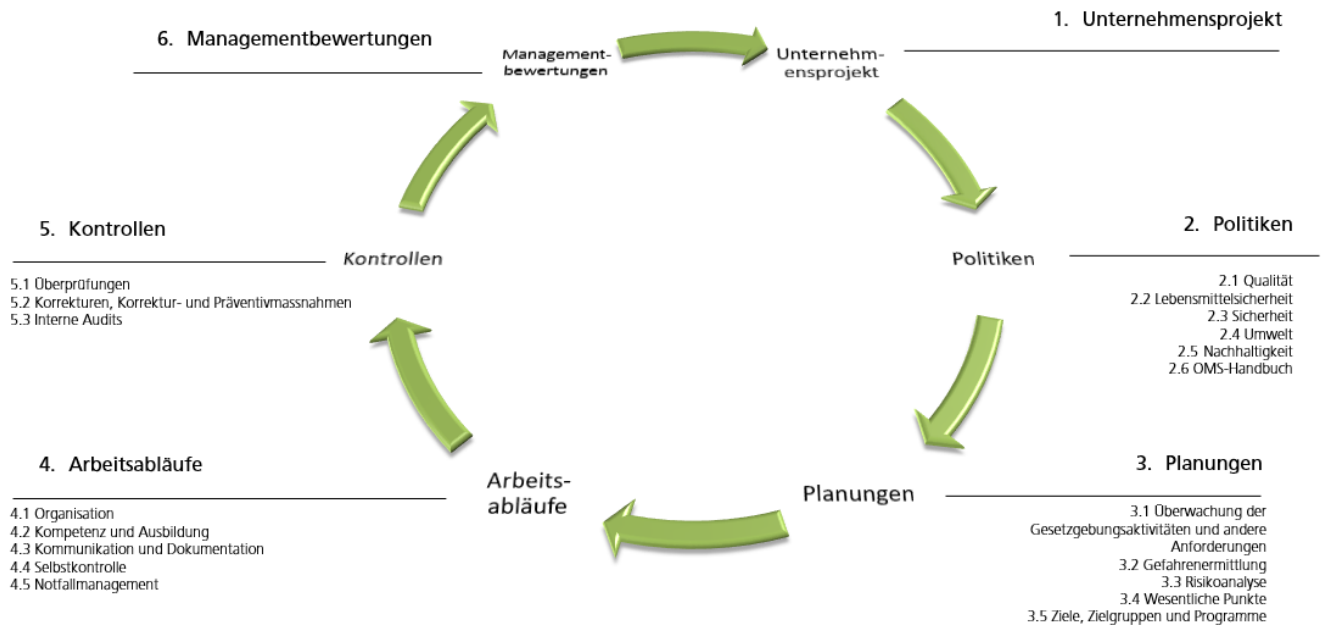 1. Unternehmensprojekt
6. Managementbewertungen
Management-
bewertungen
Unternehm-
ensprojekt
5. Kontrollen
Kontrollen
5.1 Überprüfungen
5.2 Korrekturen, Korrektur- und Präventivmassnahmen
5.3 Interne Audits
2. Politiken
Politiken
2.1 Qualität
2.2 Lebensmittelsicherheit
2.3 Sicherheit
2.4 Umwelt
2.5 Nachhaltigkeit
2.6 OMS-Handbuch
4. Arbeitsabläufe
Arbeits-
abläufe
4.1 Organisation
4.2 Kompetenz und Ausbildung
4.3 Kommunikation und Dokumentation
4.4 Selbstkontrolle
4.5 Notfallmanagement
3. Planungen
Planungen
3.1 Überwachung der
Gesetzgebungsaktivitäten und andere
Anforderungen
3.2 Gefahrenermittlung
3.3 Risikoanalyse
3.4 Wesentliche Punkte
3.5 Ziele, Zielgruppen und Programme